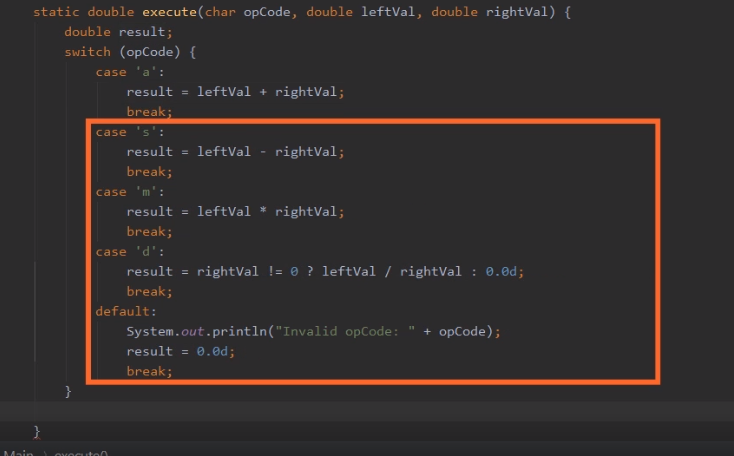 static double execute(char opCode, double leftVal, double rightVal) {
double result;
switch (opCode) {
case 'a':
result = leftVal + rightVal;
break;
case 's':
result = leftVal - rightVal;
break;
case 'm':
result = leftVal * rightVal;
break;
case 'd':
result = rightVal != 0 ? leftVal / rightVal : 0.0d;
break;
default:
System.out.println("Invalid opCode: " + opCode);
result = 0.0d;
break;
}
}
Main > execute()